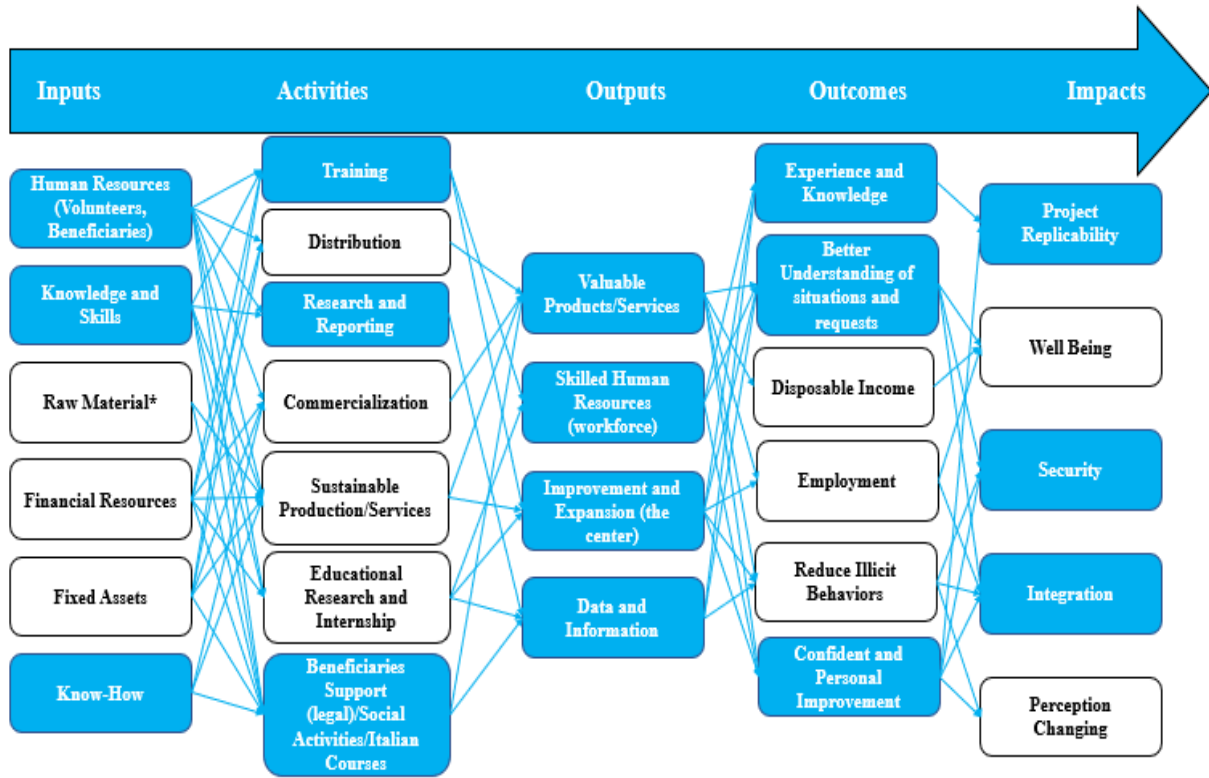 Inputs
Activities
Outputs
Outcomes
Impacts
Human Resources
(Volunteers,
Beneficiaries)
Knowledge and
Skills
Raw Material*
Financial Resources
Fixed Assets
Know-How
Training
Distribution
Research and
Reporting
Commercialization
Sustainable
Production/Services
Educational
Research and
Internship
Beneficiaries
Support
(legal)/Social
Activities/Italian
Courses
Valuable
Products/Services
Skilled Human
Resources
(workforce)
Improvement and
Expansion (the
center)
Data and
Information
Experience and
Knowledge
Better
Understanding of
situations and
requests
Disposable Income
Employment
Reduce Illicit
Behaviors
Confident and
Personal
Improvement
Project
Replicability
Well Being
Security
Integration
Perception
Changing